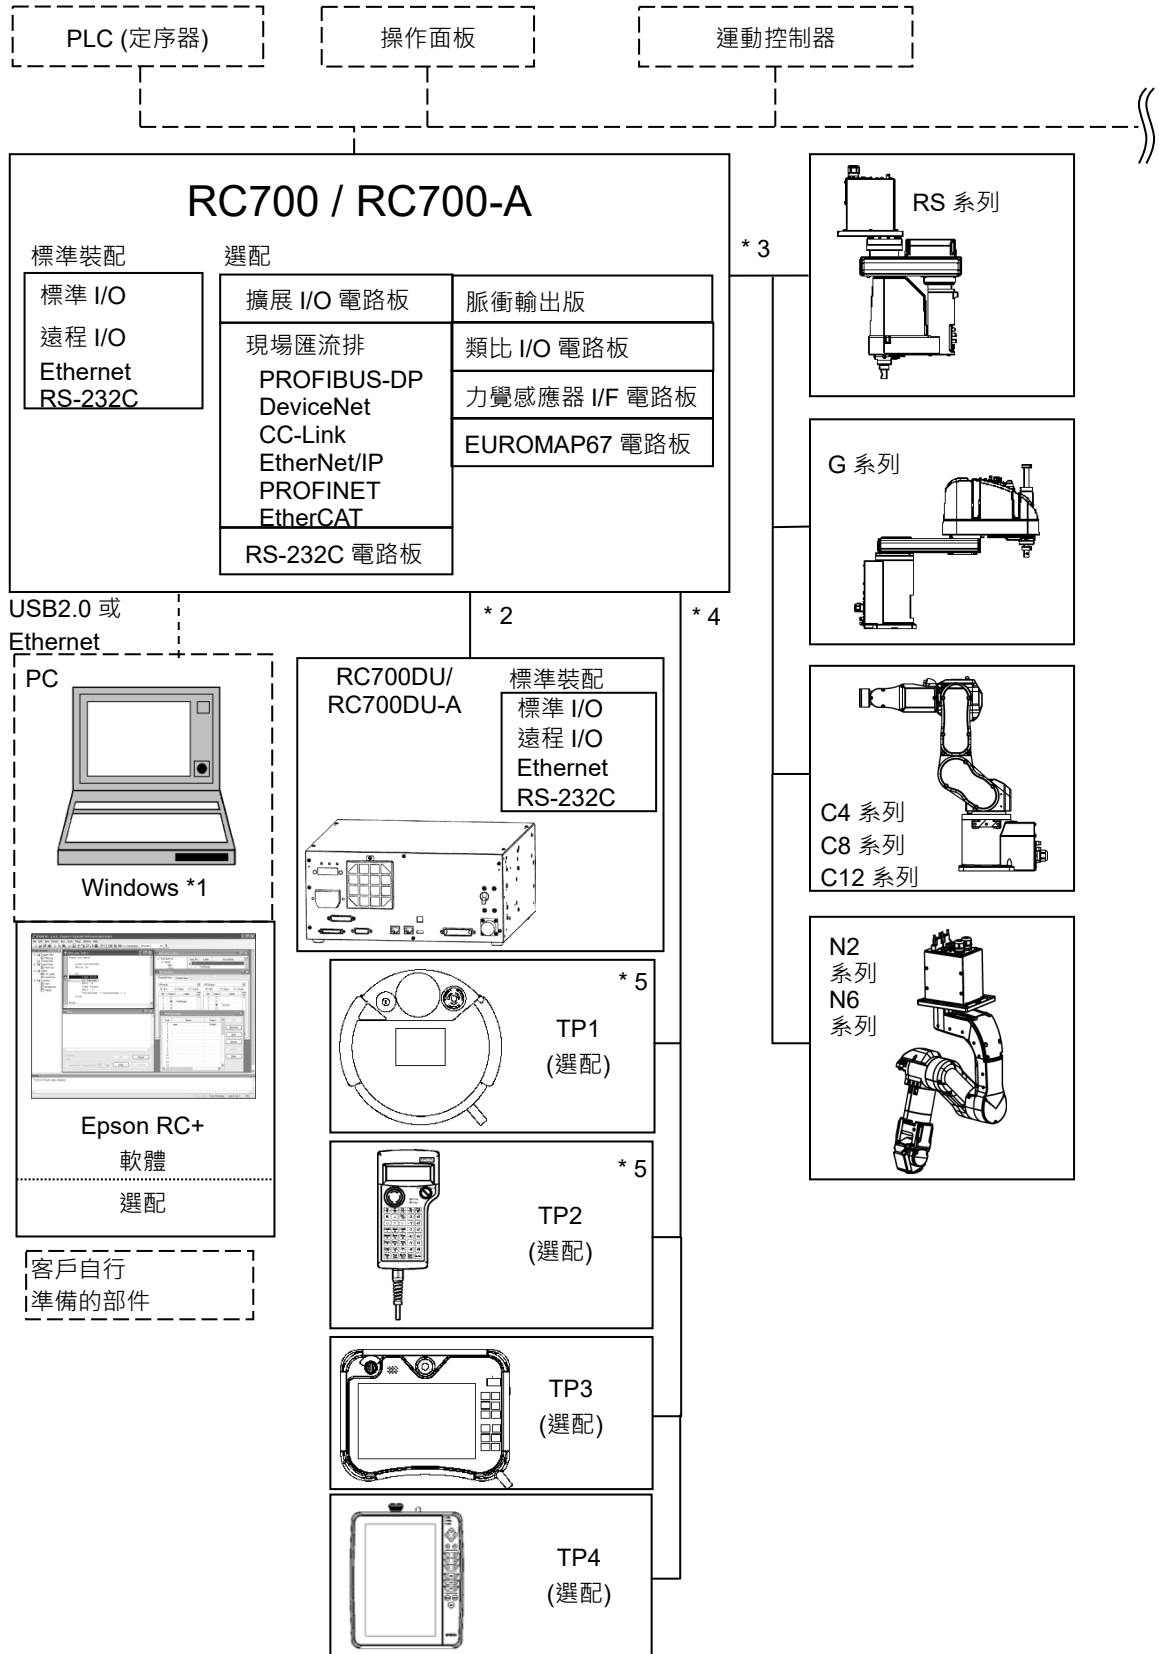 PLC (定序器)
操作面板
運動控制器
RC700 / RC700-A
標準裝配
標準 I/O
遠程 I/O
Ethernet
RS-232C
選配
擴展 I/O 電路板
現場匯流排
PROFIBUS-DP
DeviceNet
CC-Link
EtherNet/IP
PROFINET
EtherCAT
RS-232C 電路板
脈衝輸出版
類比 I/O 電路板
力覺感應器 I/F 電路板
EUROMAP67 電路板
* 3
RS 系列
G 系列
C4 系列
C8 系列
C12 系列
N2
系列
N6
系列
USB2.0 或
Ethernet
* 2
* 4
PC
Windows *1
Epson RC+
軟體
選配
客戶自行
準備的部件
RC700DU/
RC700DU-A
標準裝配
標準 I/O
遠程 I/O
Ethernet
RS-232C
* 5
TP1
(選配)
* 5
TP2
(選配)
TP3
(選配)
TP4
(選配)